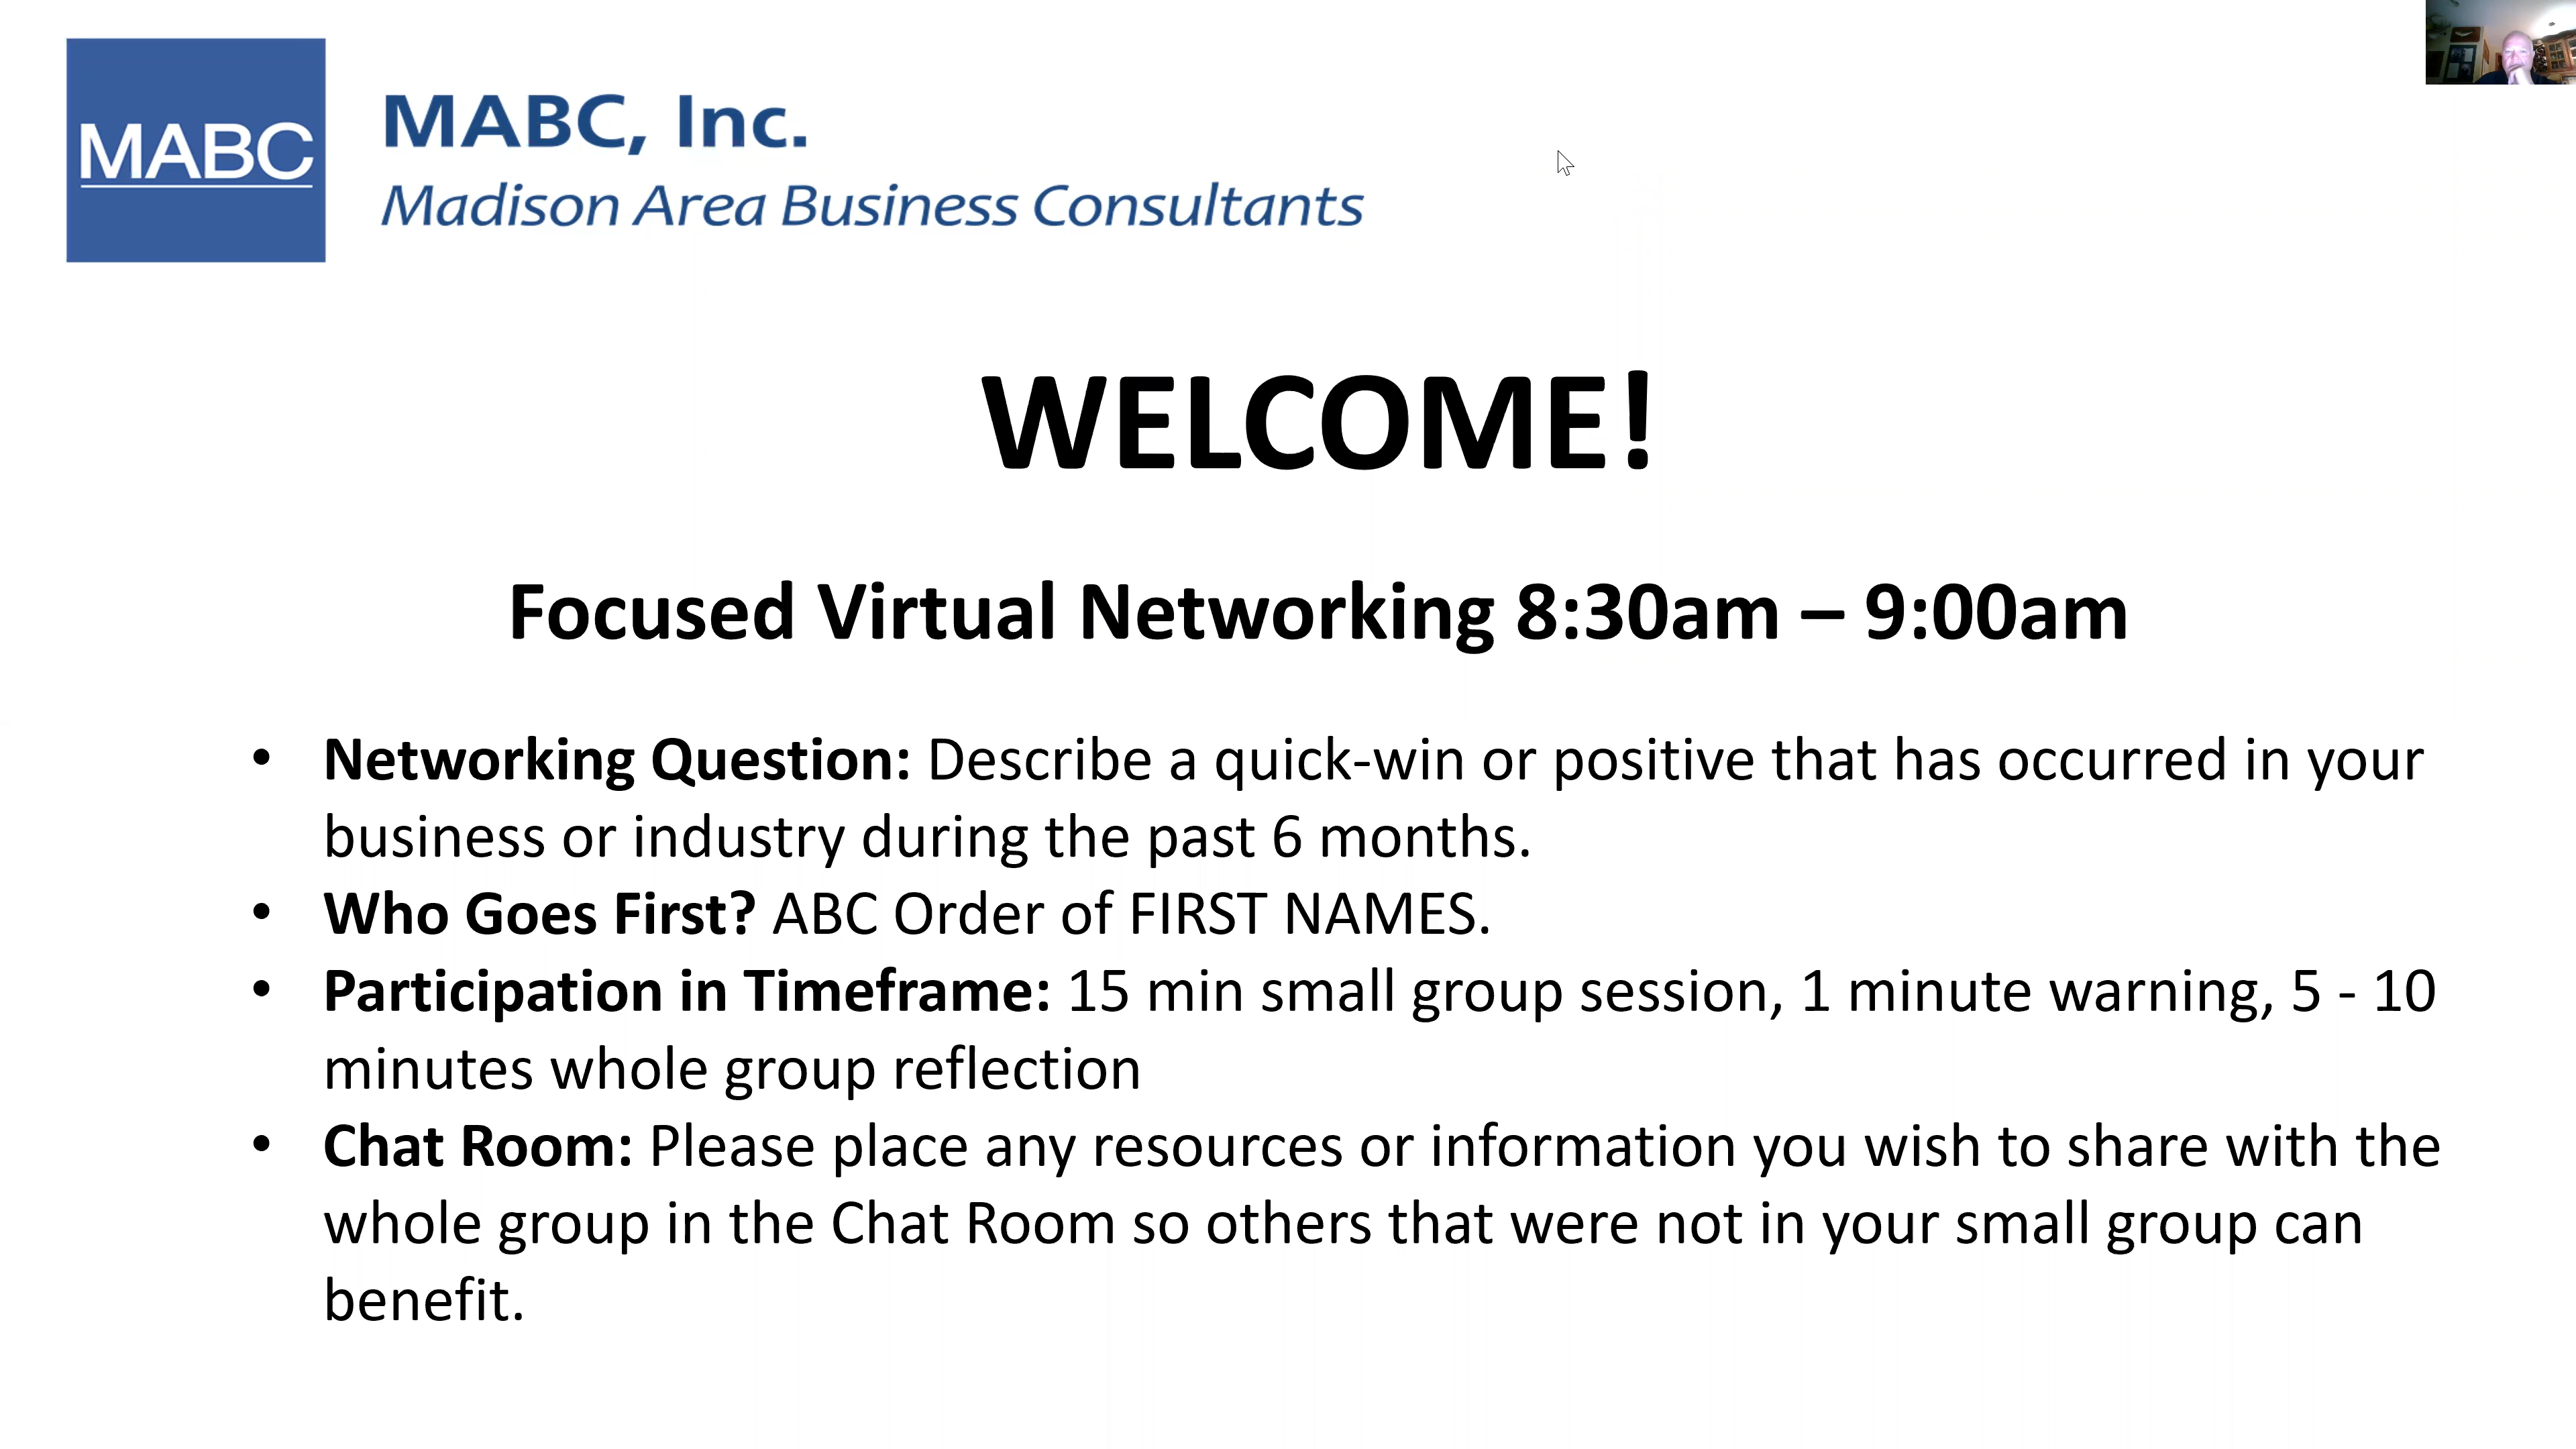 MABC
MABC, Inc.
Madison Area Business Consultants
WELCOME!
Focused Virtual Networking 8:30am – 9:00am
• Networking Question: Describe a quick-win or positive that has occurred in your
business or industry during the past 6 months.
• Who Goes First? ABC Order of FIRST NAMES.
• Participation in Timeframe: 15 min small group session, 1 minute warning, 5 - 10
minutes whole group reflection
• Chat Room: Please place any resources or information you wish to share with the
whole group in the Chat Room so others that were not in your small group can
benefit.